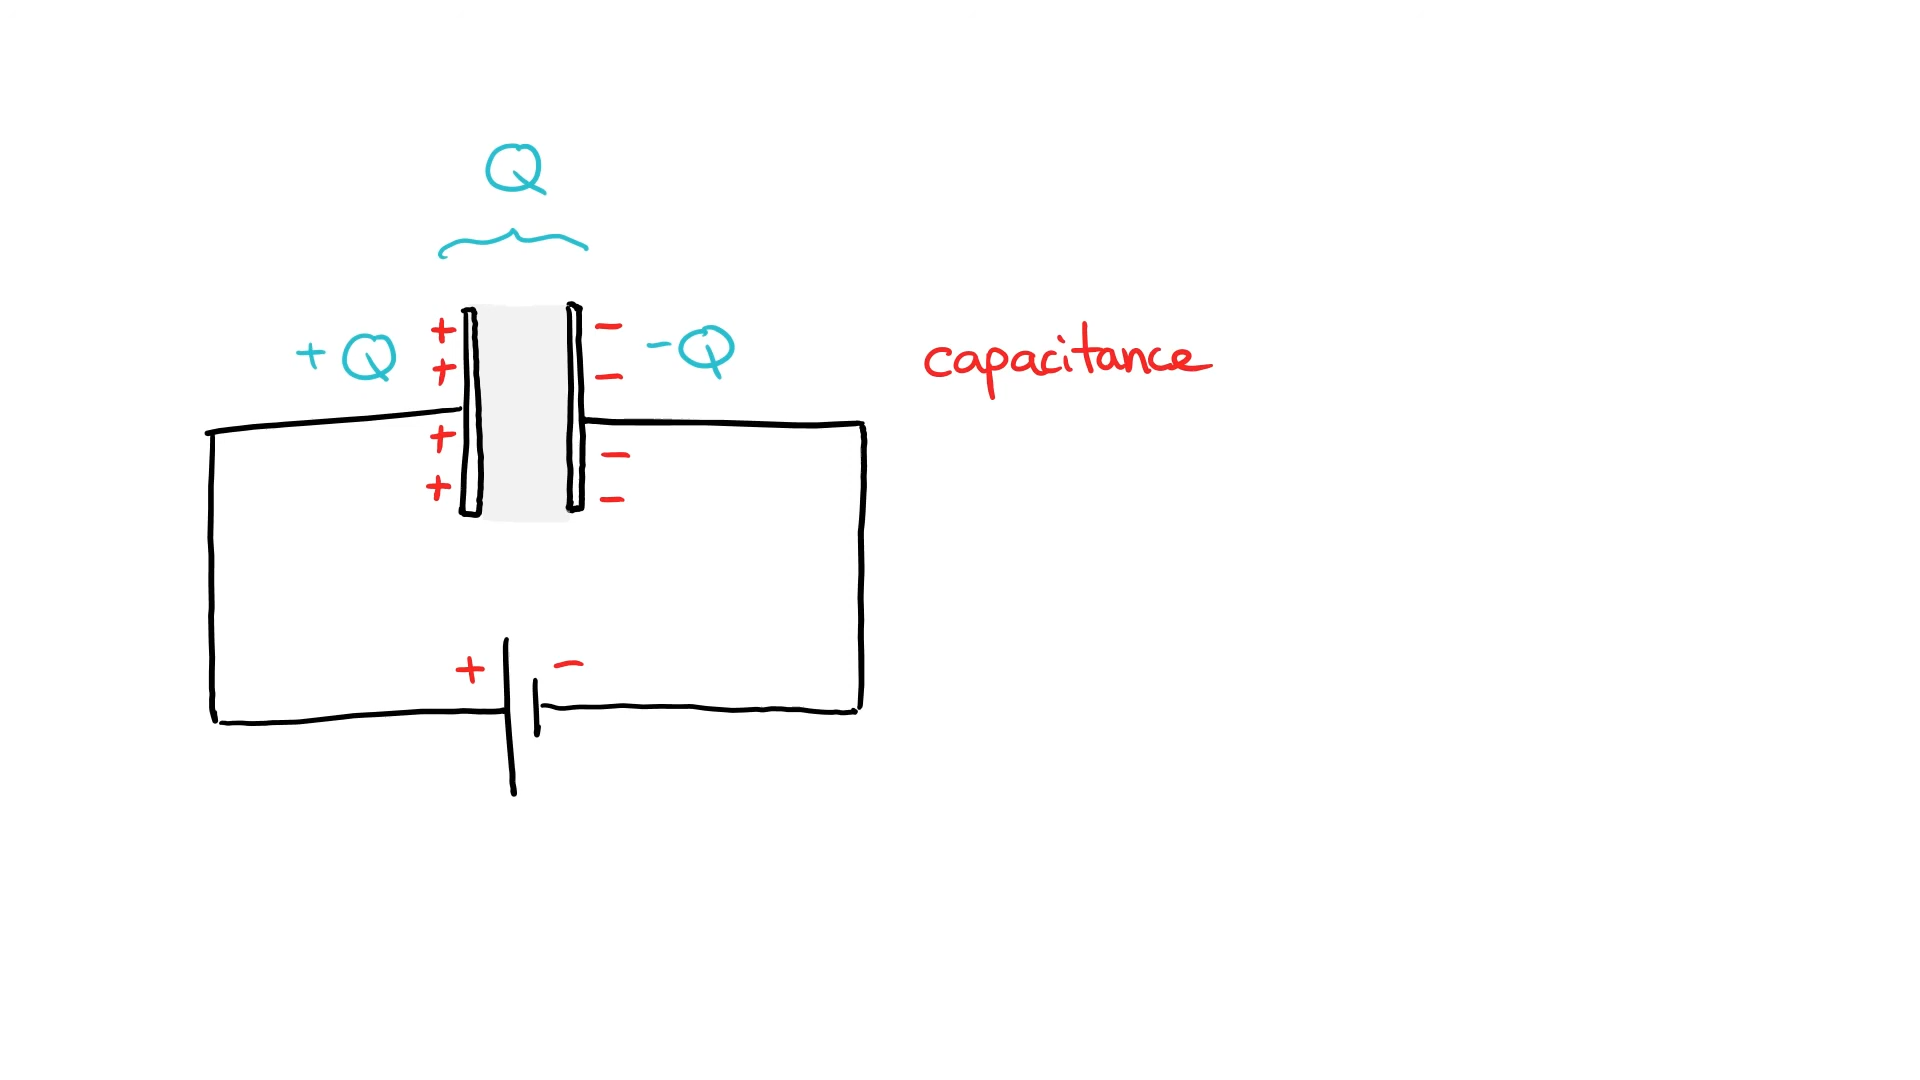 Q
+Q + - -Q
+ -
capacitance
+ -
+ -
+ -